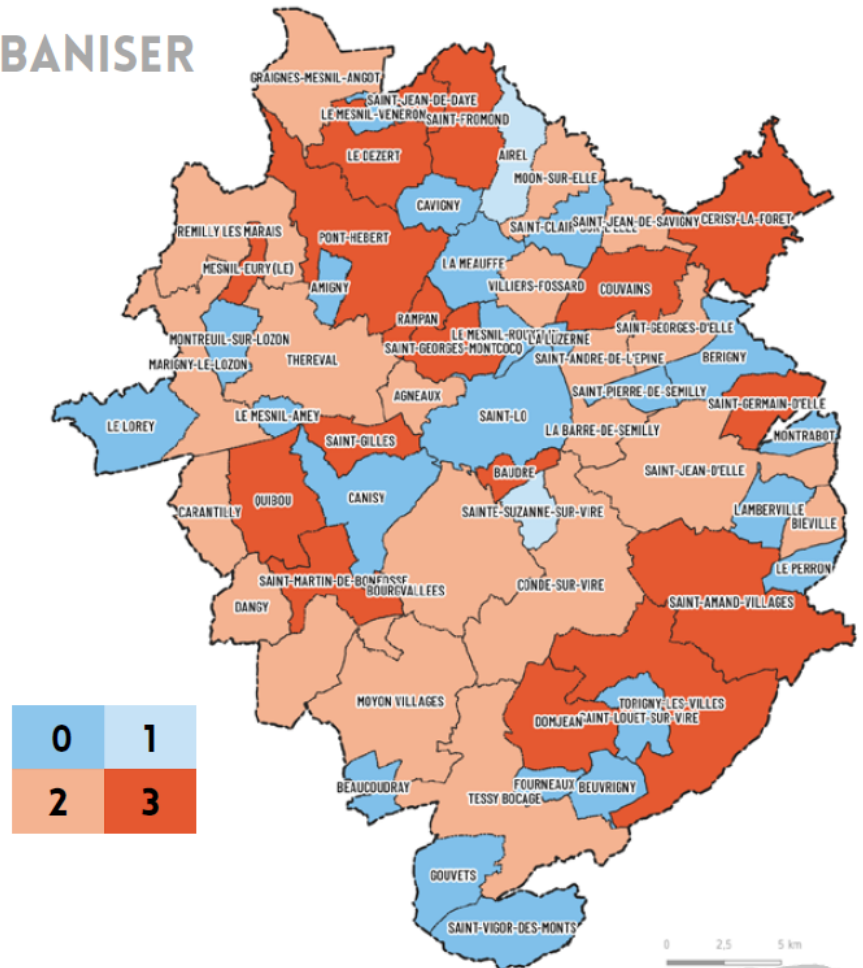 BANISER
GRAIGNES-MESNIL-ANGOT
SAINT-JEAN-DE-DAYE
LE MESNIL-VENERON
SAINT-FROMOND
LE DEZERT
AIREL
MOON-SUR-ELLE
CAVIGNY
SAINT-CLAIR-SUR-L'ELLE
SAINT-JEAN-DE-SAVIGNY
CERISY-LA-FORET
REMILLY LES MARAIS
PONT-HEBERT
MESNIL-EURY (LE)
LA MEAUFFE
AMIGNY
VILLIERS-FOSSARD
COUVAINS
RAMPAN
SAINT-GEORGES-D'ELLE
MONTREUIL-SUR-LOZON
LE MESNIL-ROU
LA LUZERNE
SAINT-GEORGES-MONTCOCQ
SAINT-ANDRE-DE-L'EPINE
BERIGNY
MARIGNY-LE-LOZON
THEREVAL
AGNEAUX
SAINT-PIERRE-DE-SEMILLY
SAINT-GERMAIN-D'ELLE
LE LOREY
LE MESNIL-AMEY
SAINT-LO
LA BARRE-DE-SEMILLY
MONTRABOT
SAINT-GILLES
BAUDRE
SAINT-JEAN-D'ELLE
QUIBOU
CANISY
CARANTILLY
SAINTE-SUZANNE-SUR-VIRE
LAMBERVILLE
BIEVILLE
LE PERRON
SAINT-MARTIN-DE-BONFOSSE
BOURGVALLEES
CONDE-SUR-VIRE
DANGY
SAINT-AMAND-VILLAGES
MOYON VILLAGES
TORIGNY-LES-VILLES
DOMJEAN
SAINT-LOUET-SUR-VIRE
0 1
2 3
BEAUCOUDRAY
FOURNEAUX
BEUVRIGNY
TESSY BOCAGE
GOUVETS
SAINT-VIGOR-DES-MONTS
0 2,5 5 km